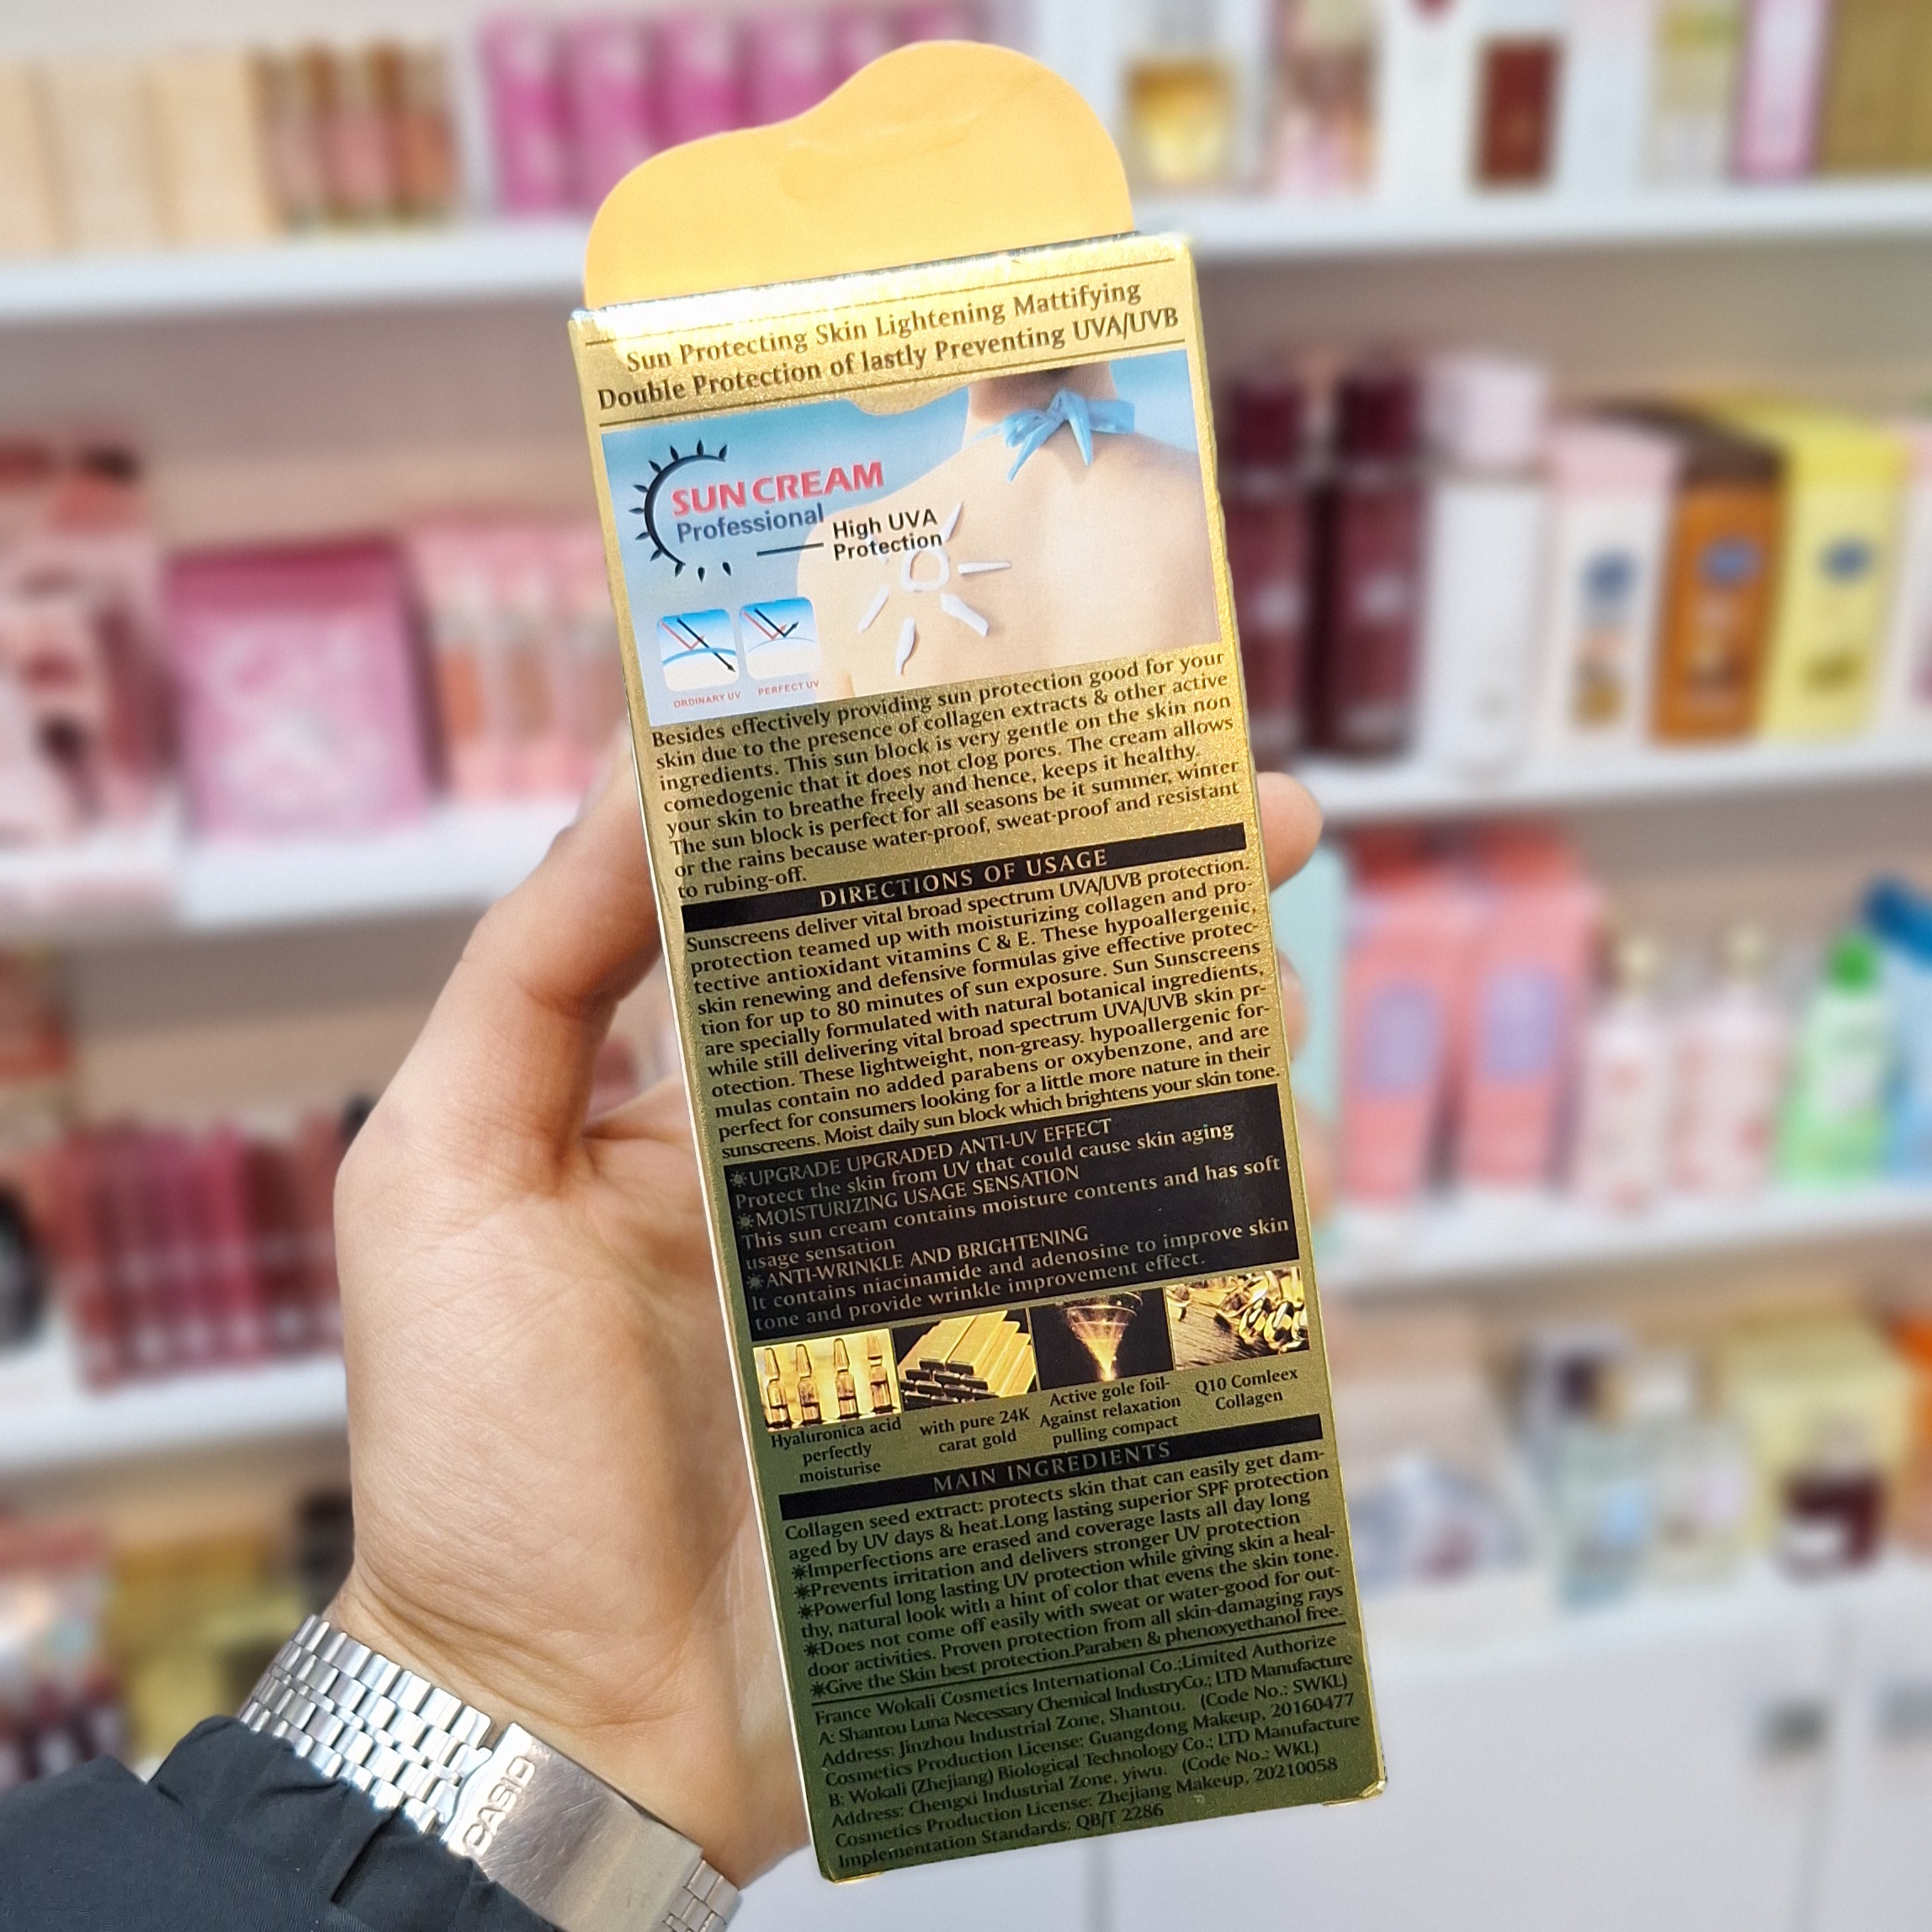 Sun Protecting Skin Lightening Mattifying
Double Protection of lastly Preventing UVA/UVB
SUN CREAM
Professional
High UVA
Protection
ORDINARY UV
PERFECT UV
Besides effectively providing sun protection good for your
skin due to the presence of collagen extracts & other active
ingredients. This sun block is very gentle on the skin non
comedogenic that it does not clog pores. The cream allows
your skin to breathe freely and hence, keeps it healthy.
The sun block is perfect for all seasons be it summer, winter
or the rains because water-proof, sweat-proof and resistant
to rubing-off.
DIRECTIONS OF USAGE
Sunscreens deliver vital broad spectrum UVA/UVB protection.
protection teamed up with moisturizing collagen and pro-
tective antioxidant vitamins C & E. These hypoallergenic,
skin renewing and defensive formulas give effective protec-
tion for up to 80 minutes of sun exposure. Sun Sunscreens
are specially formulated with natural botanical ingredients,
while still delivering vital broad spectrum UVA/UVB skin pr-
otection. These lightweight, non-greasy. hypoallergenic for-
mulas contain no added parabens or oxybenzone, and are
perfect for consumers looking for a little more nature in their
sunscreens. Moist daily sun block which brightens your skin tone.
☀UPGRADE UPGRADED ANTI-UV EFFECT
Protect the skin from UV that could cause skin aging
☀MOISTURIZING USAGE SENSATION
This sun cream contains moisture contents and has soft
usage sensation
☀ANTI-WRINKLE AND BRIGHTENING
It contains niacinamide and adenosine to improve skin
tone and provide wrinkle improvement effect.
Hyaluronica acid
perfectly
moisturise
with pure 24K
carat gold
Active gole foil-
Against relaxation
pulling compact
Q10 Comleex
Collagen
MAIN INGREDIENTS
Collagen seed extract: protects skin that can easily get dam-
aged by UV days & heat.Long lasting superior SPF protection
☀Imperfections are erased and coverage lasts all day long
☀Prevents irritation and delivers stronger UV protection
☀Powerful long lasting UV protection while giving skin a heal-
thy, natural look with a hint of color that evens the skin tone.
☀Does not come off easily with sweat or water-good for out-
door activities. Proven protection from all skin-damaging rays
☀Give the Skin best protection.Paraben & phenoxyethanol free.
France Wokali Cosmetics International Co.;Limited Authorize
A: Shantou Luna Necessary Chemical IndustryCo.; LTD Manufacture
Address: Jinzhou Industrial Zone, Shantou. (Code No.: SWKL)
Cosmetics Production License: Guangdong Makeup, 20160477
B: Wokali (Zhejiang) Biological Technology Co.; LTD Manufacture
Address: Chengxi Industrial Zone, yiwu. (Code No.: WKL)
Cosmetics Production License: Zhejiang Makeup, 20210058
Implementation Standards: QB/T 2286
CASIO